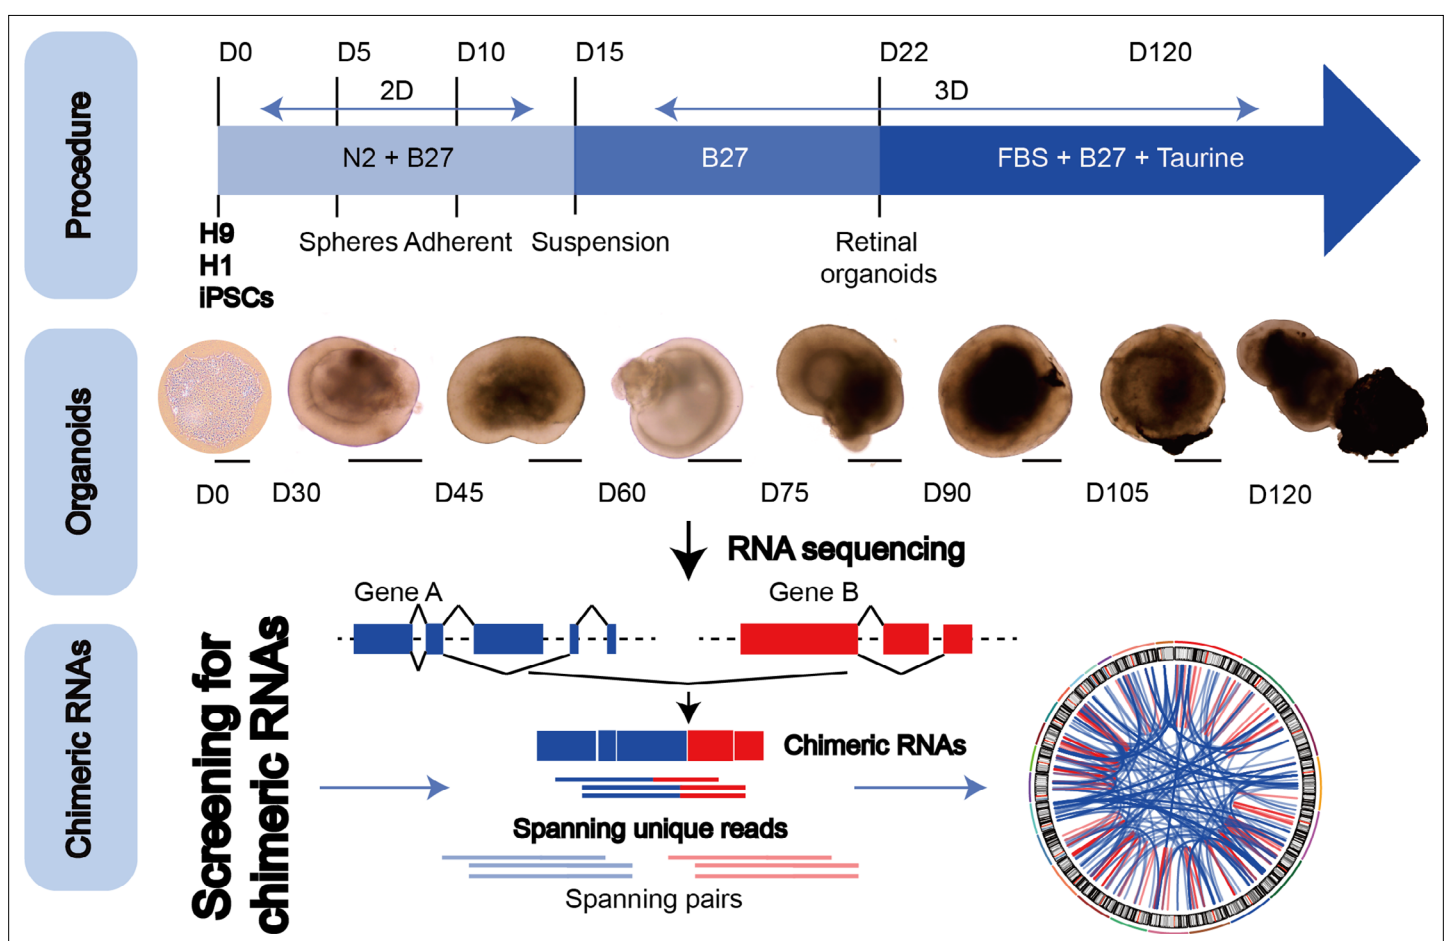 Procedure
D0 D5 D10 D15 D22 D120
2D 3D
N2 + B27 B27 FBS + B27 + Taurine
H9
H1
iPSCs
Spheres Adherent Suspension Retinal
organoids
Organoids
D0 D30 D45 D60 D75 D90 D105 D120
RNA sequencing
Chimeric RNAs
Screening for
chimeric RNAs
Gene A Gene B
Chimeric RNAs
Spanning unique reads
Spanning pairs